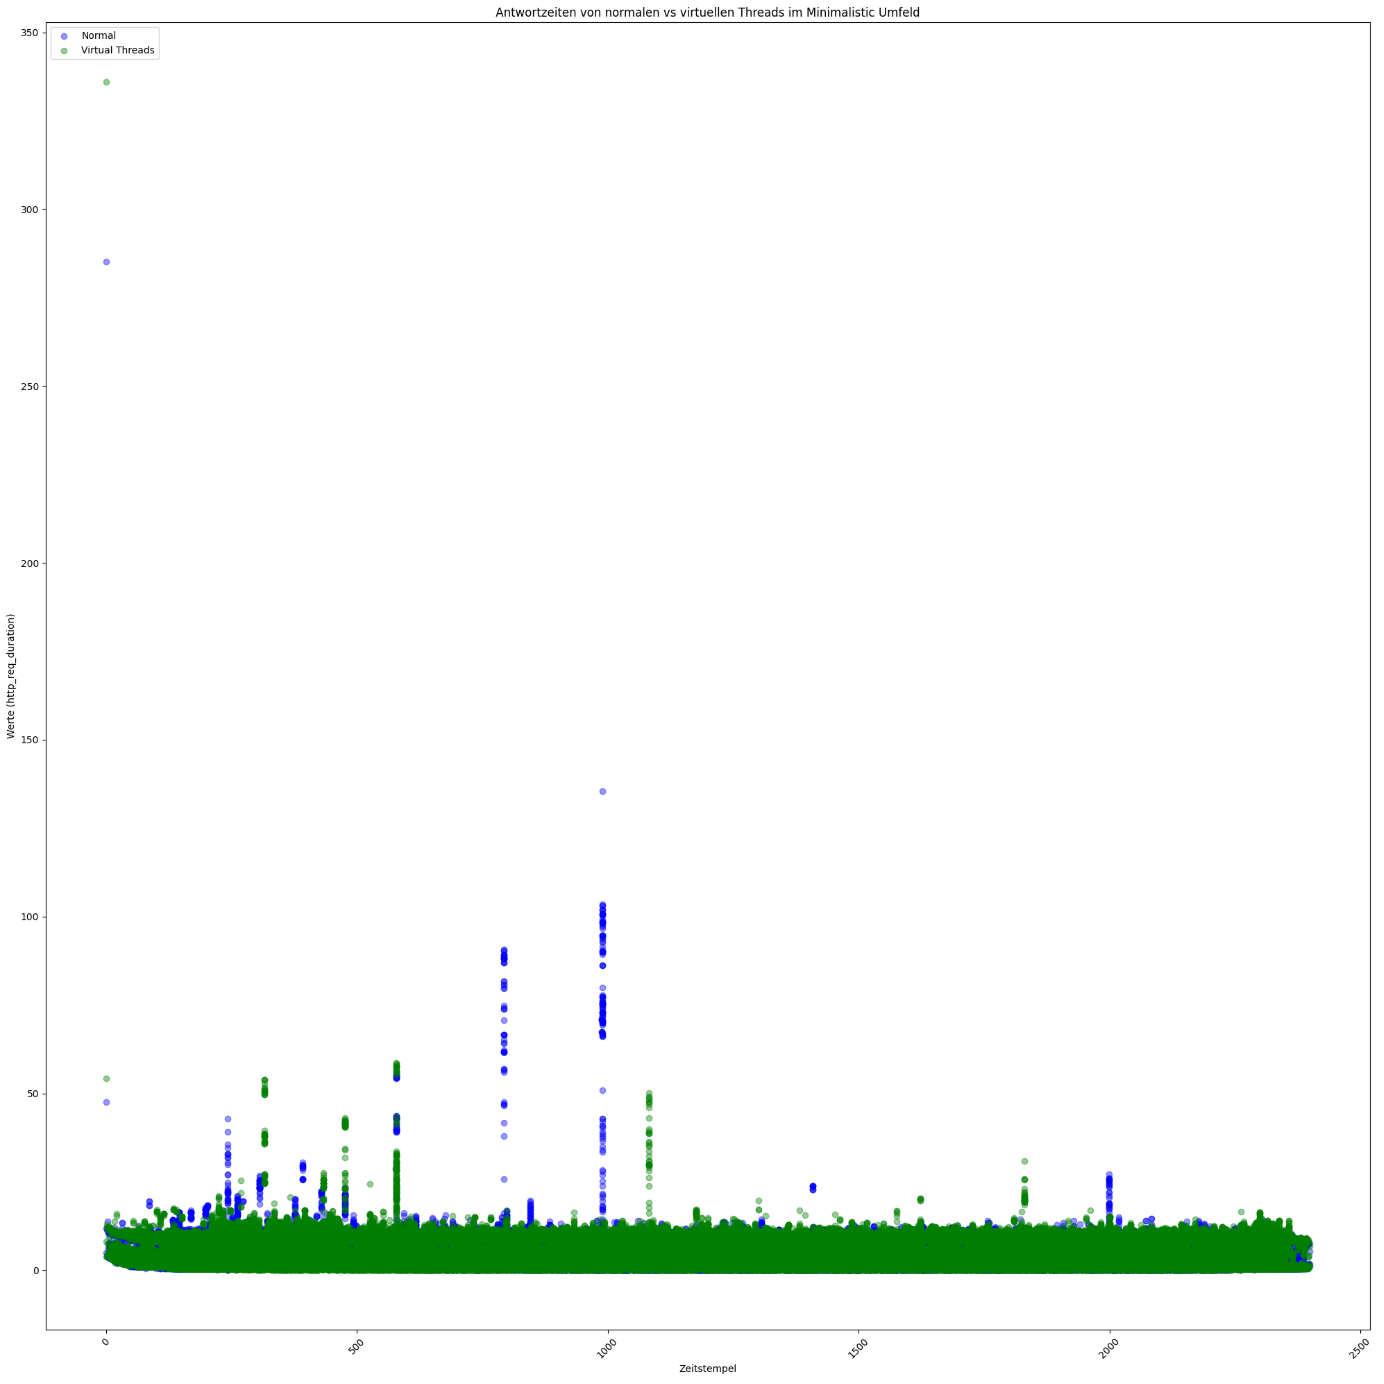 Antwortzeiten von normalen vs virtuellen Threads im Minimalistic Umfeld
Normal
Virtual Threads
350
300
250
200
150
100
50
0
Werte (http_req_duration)
0
500
1000
1500
2000
2500
Zeitstempel